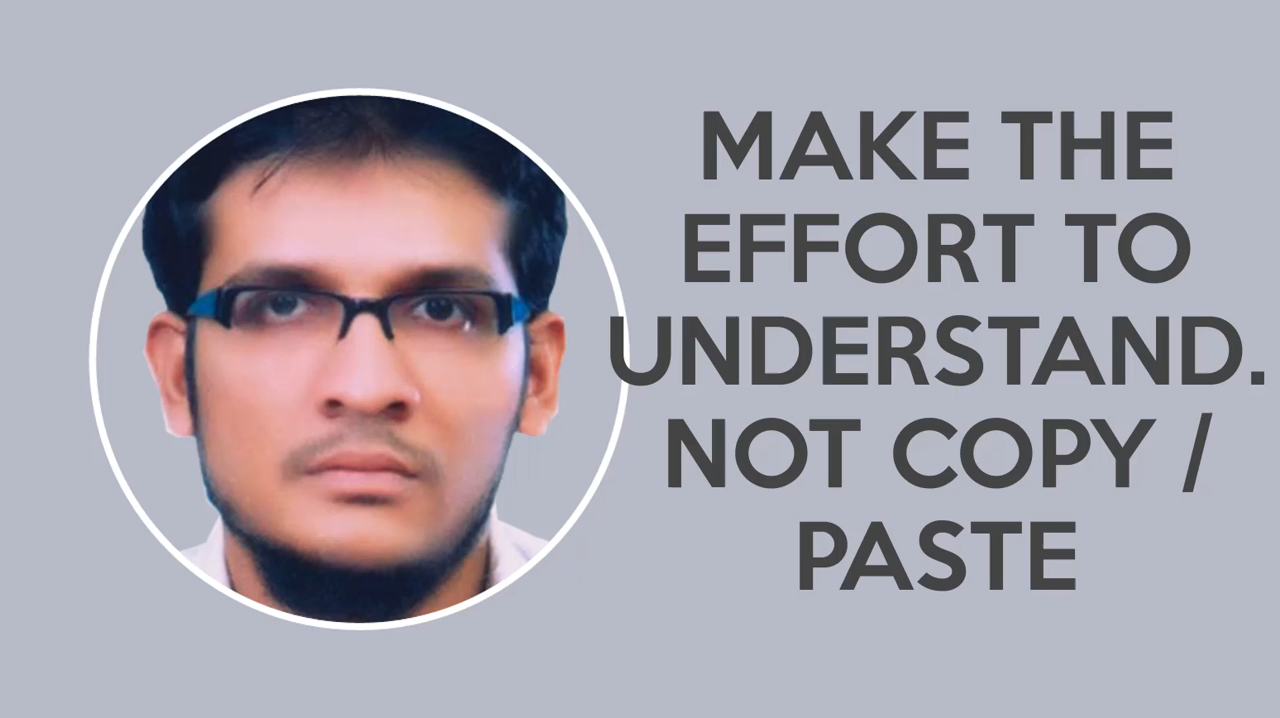 MAKE THE
EFFORT TO
UNDERSTAND.
NOT COPY /
PASTE